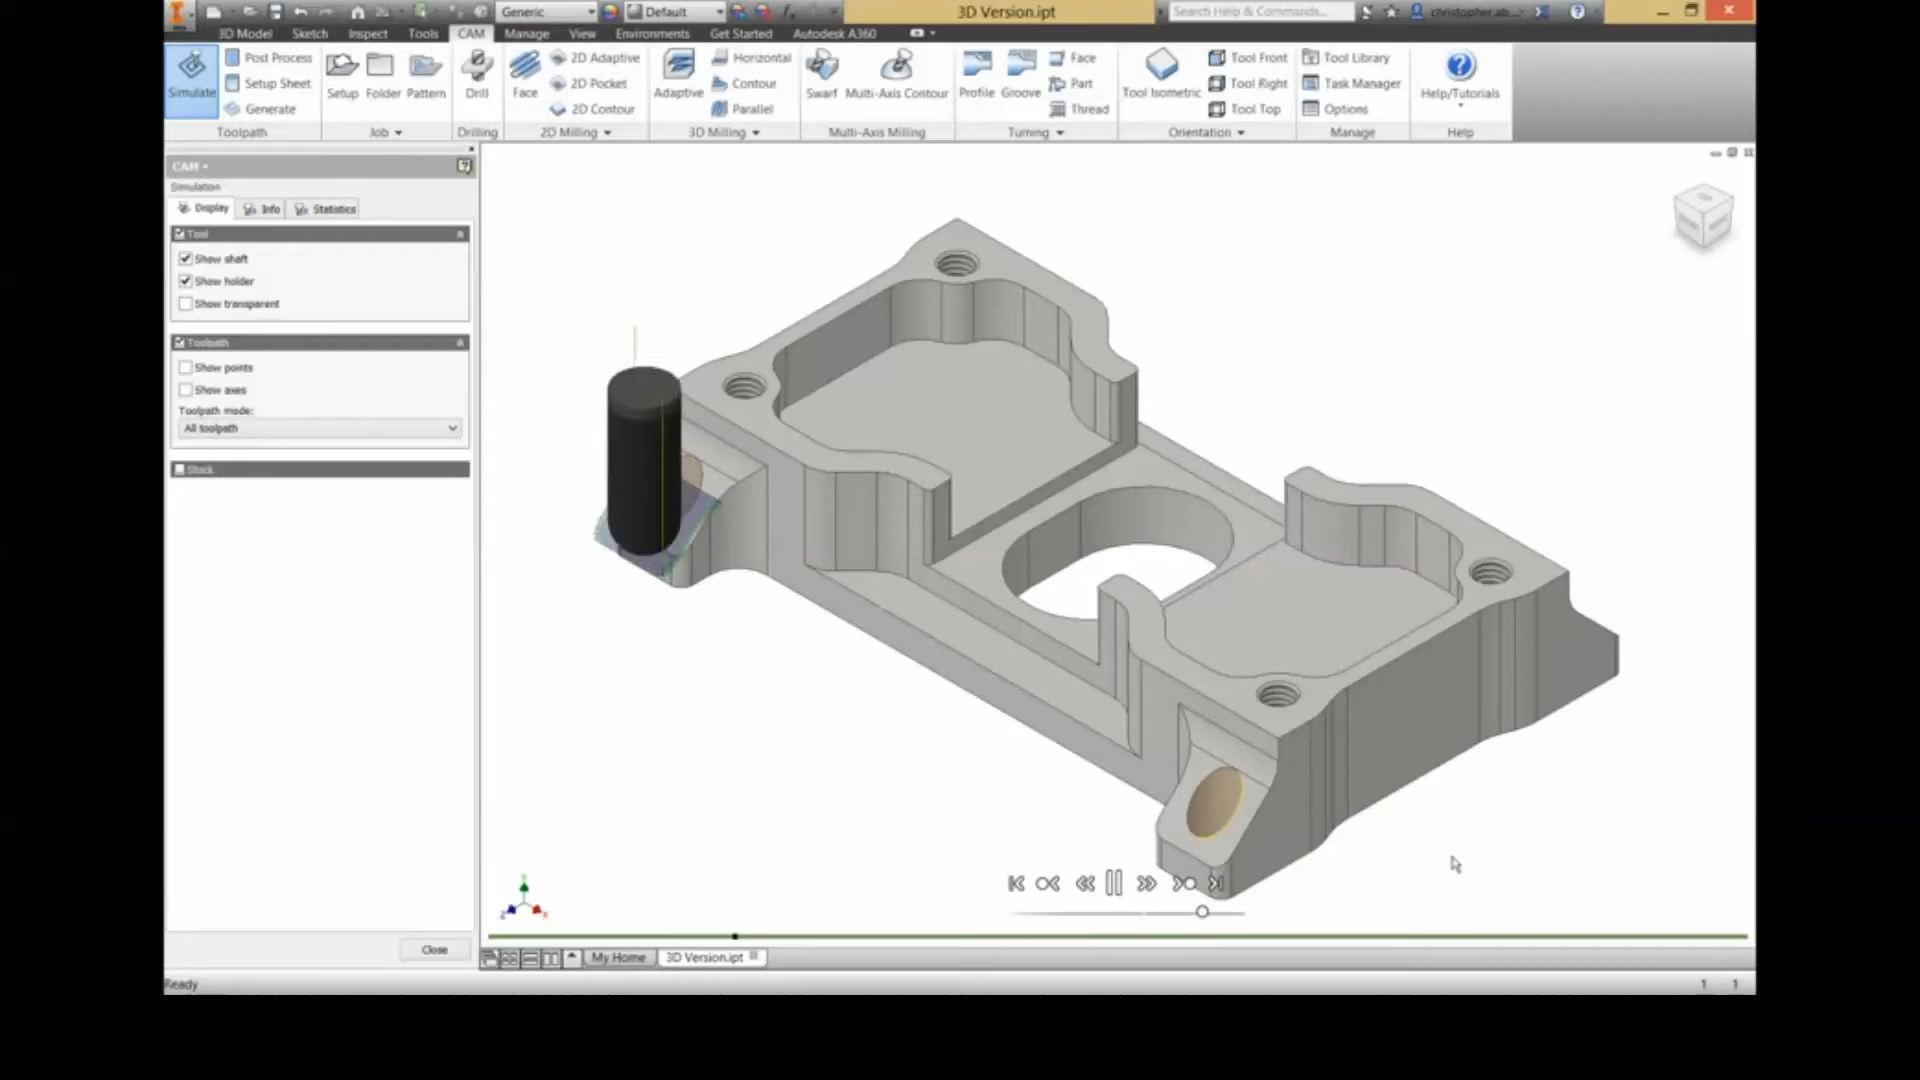 Generic
Default
3D Version.ipt
Search Help & Commands...
christopher.ab...
3D Model Sketch Inspect Tools CAM Manage View Environments Get Started Autodesk A360
Simulate
Post Process
Setup Sheet
Generate
Toolpath
Setup Folder Pattern
Job
Drill
Drilling
Face
2D Adaptive
2D Pocket
2D Contour
2D Milling
Adaptive
Horizontal
Contour
Parallel
3D Milling
Swarf Multi-Axis Contour
Multi-Axis Milling
Profile Groove
Face
Part
Thread
Turning
Tool Isometric
Tool Front
Tool Right
Tool Top
Orientation
Tool Library
Task Manager
Options
Manage
Help/Tutorials
Help
CAM
Simulation
Display Info Statistics
Tool
Show shaft
Show holder
Show transparent
Toolpath
Show points
Show axes
Toolpath mode:
All toolpath
Stock
Close
My Home 3D Version.ipt
Ready
1 1